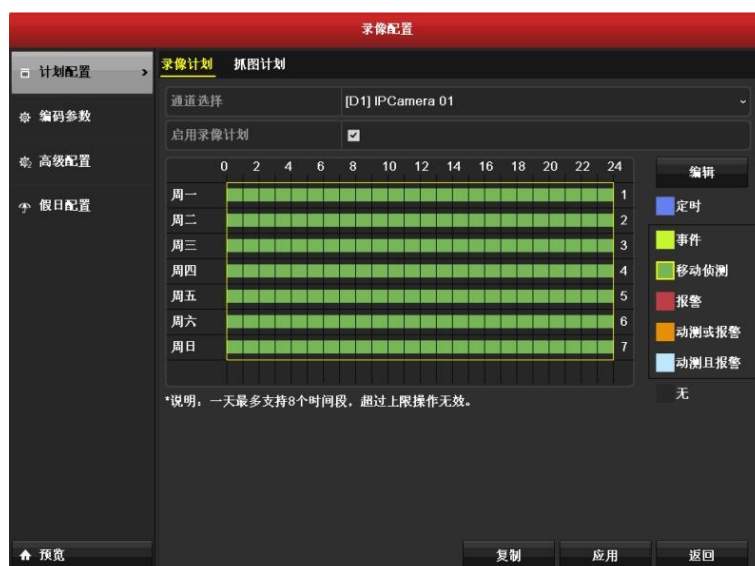 录像配置
计划配置
编码参数
高级配置
假日配置
录像计划 抓图计划
通道选择 [D1] IPCamera 01
启用录像计划
0 2 4 6 8 10 12 14 16 18 20 22 24
周一 1
周二 2
周三 3
周四 4
周五 5
周六 6
周日 7
编辑
定时
事件
移动侦测
报警
动测或报警
动测且报警
无
*说明：一天最多支持8个时间段，超过上限操作无效。
预览
复制 应用 返回